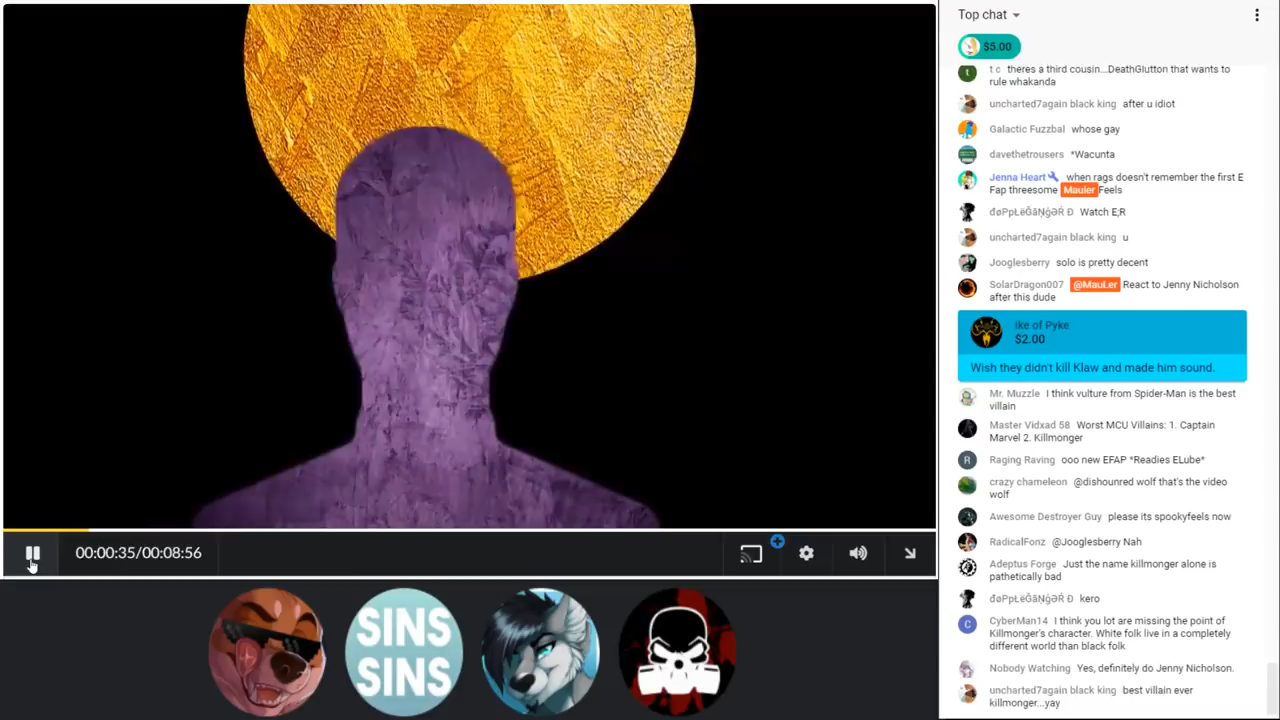 Top chat
$5.00
t c theres a third cousin...DeathGlutton that wants to
rule whakanda
uncharted7again black king after u idiot
Galactic Fuzzbal whose gay
davethetrousers *Wacunta
Jenna Heart when rags doesn't remember the first E
Fap threesome Mauler Feels
Watch E;R
uncharted7again black king u
Jooglesberry solo is pretty decent
SolarDragon007 @MauLer React to Jenny Nicholson
after this dude
Ike of Pyke
$2.00
Wish they didn't kill Klaw and made him sound.
Mr. Muzzle I think vulture from Spider-Man is the best
villain
Master Vidxad 58 Worst MCU Villains: 1. Captain
Marvel 2. Killmonger
R Raging Raving ooo new EFAP *Readies ELube*
crazy chameleon @dishounred wolf that's the video
wolf
Awesome Destroyer Guy please its spookyfeels now
RadicalFonz @Jooglesberry Nah
Adeptus Forge Just the name killmonger alone is
pathetically bad
kero
C CyberMan14 I think you lot are missing the point of
Killmonger's character. White folk live in a completely
different world than black folk
Nobody Watching Yes, definitely do Jenny Nicholson.
uncharted7again black king best villain ever
killmonger...yay
00:00:35/00:08:56
SINS
SINS